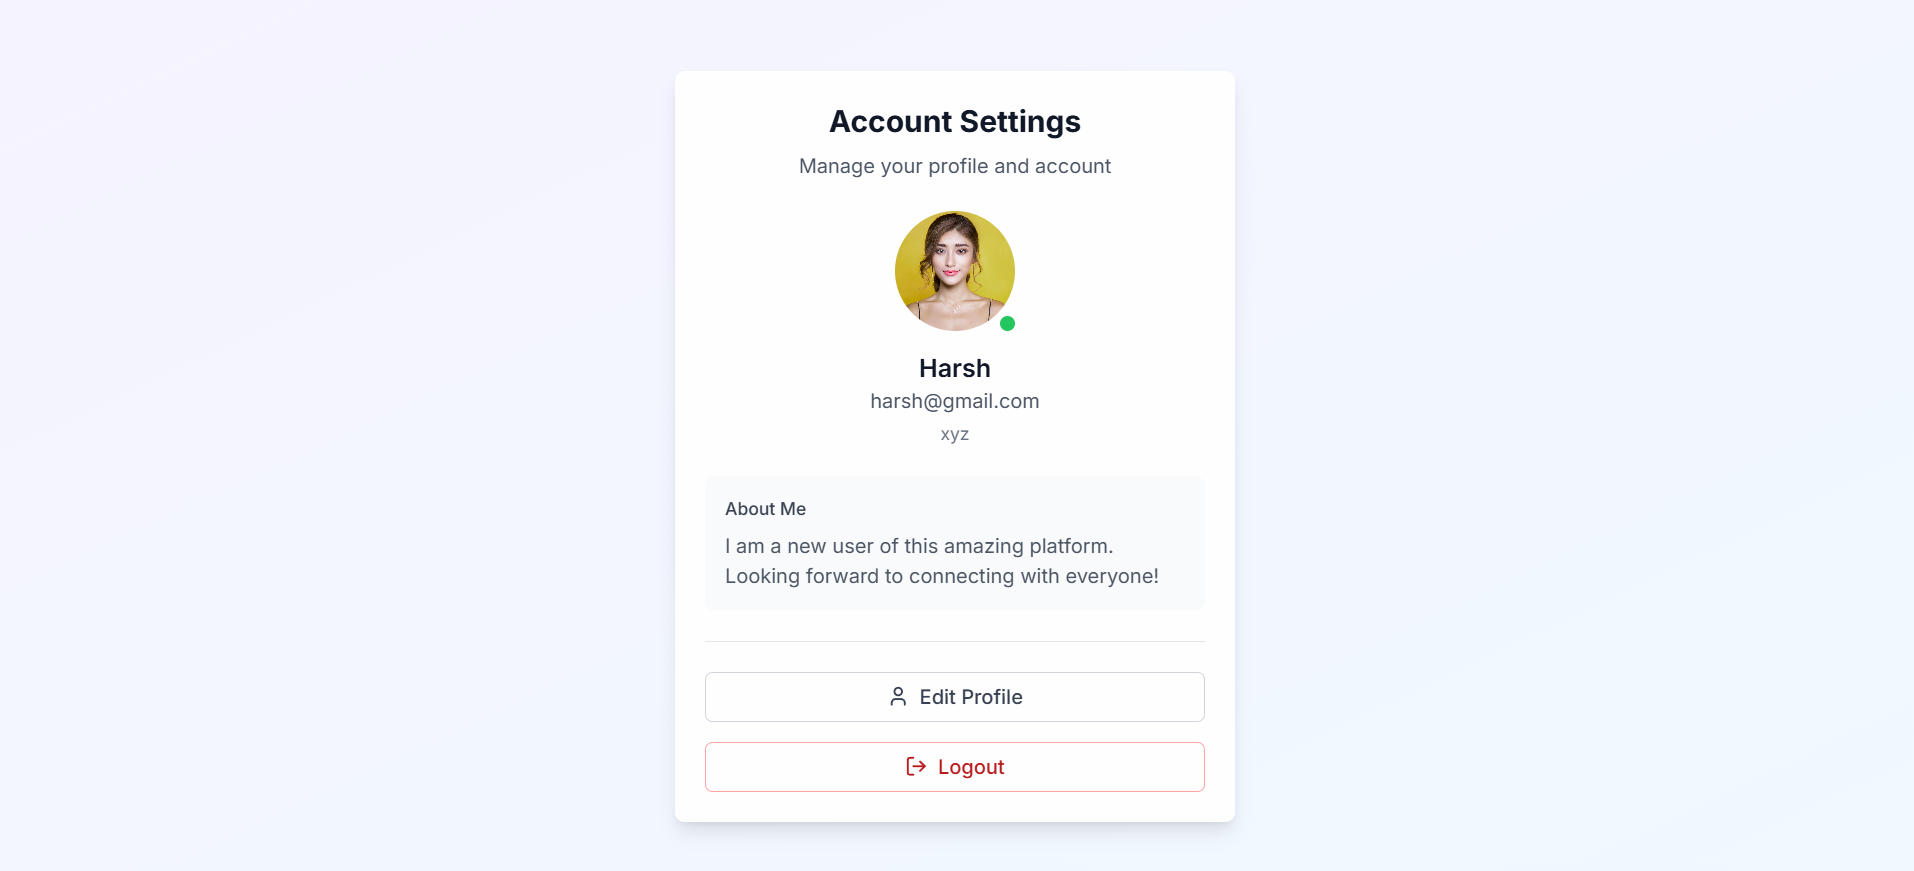 Account Settings
Manage your profile and account
Harsh
harsh@gmail.com
xyz
About Me
I am a new user of this amazing platform.
Looking forward to connecting with everyone!
Edit Profile
Logout